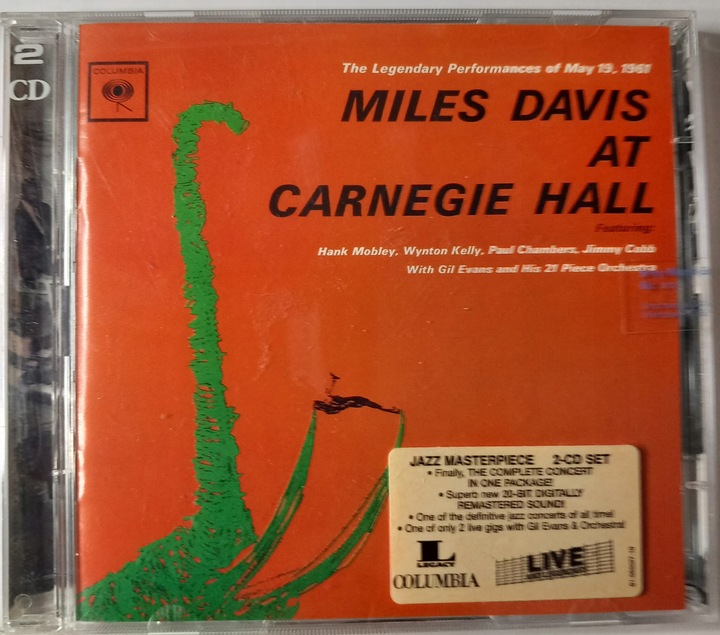 2
CD
COLUMBIA
The Legendary Performances of May 19, 1961
MILES DAVIS
AT
CARNEGIE HALL
Featuring:
Hank Mobley, Wynton Kelly, Paul Chambers, Jimmy Cobb
With Gil Evans and His 21 Piece Orchestra
JAZZ MASTERPIECE 2-CD SET
• Finally, THE COMPLETE CONCERT
IN ONE PACKAGE!
• Superb new 20-BIT DIGITALLY
REMASTERED SOUND!
• One of the definitive jazz concerts of all time!
• One of only 2 live gigs with Gil Evans & Orchestra!
L
LEGACY
COLUMBIA
LIVE